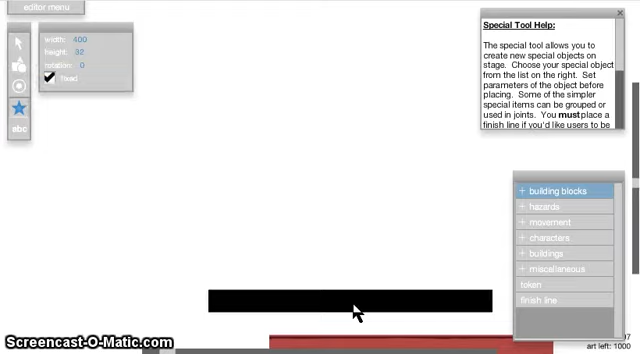 editor menu
width: 400
height: 32
rotation: 0
fixed
abc
Special Tool Help:
The special tool allows you to
create new special objects on
stage. Choose your special object
from the list on the right. Set
parameters of the object before
placing. Some of the simpler
special items can be grouped or
used in joints. You must place a
finish line if you'd like users to be
+ building blocks
+ hazards
+ movement
+ characters
+ buildings
+ miscellaneous
token
finish line
art left: 1000
Screencast-O-Matic.com